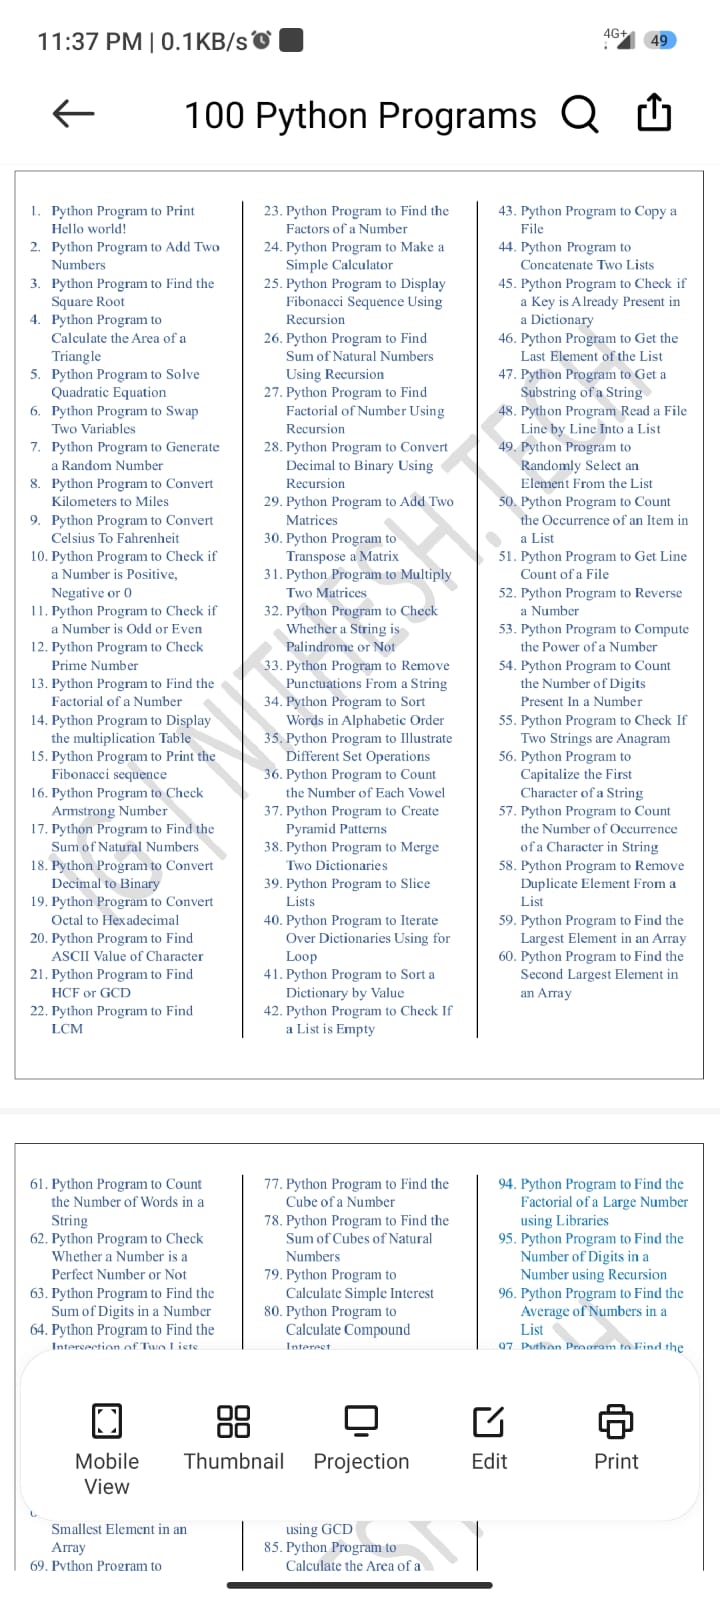 11:37 PM | 0.1KB/s
4G+
49
100 Python Programs
1. Python Program to Print
Hello world!
2. Python Program to Add Two
Numbers
3. Python Program to Find the
Square Root
4. Python Program to
Calculate the Area of a
Triangle
5. Python Program to Solve
Quadratic Equation
6. Python Program to Swap
Two Variables
7. Python Program to Generate
a Random Number
8. Python Program to Convert
Kilometers to Miles
9. Python Program to Convert
Celsius To Fahrenheit
10. Python Program to Check if
a Number is Positive,
Negative or 0
11. Python Program to Check if
a Number is Odd or Even
12. Python Program to Check
Prime Number
13. Python Program to Find the
Factorial of a Number
14. Python Program to Display
the multiplication Table
15. Python Program to Print the
Fibonacci sequence
16. Python Program to Check
Armstrong Number
17. Python Program to Find the
Sum of Natural Numbers
18. Python Program to Convert
Decimal to Binary
19. Python Program to Convert
Octal to Hexadecimal
20. Python Program to Find
ASCII Value of Character
21. Python Program to Find
HCF or GCD
22. Python Program to Find
LCM
23. Python Program to Find the
Factors of a Number
24. Python Program to Make a
Simple Calculator
25. Python Program to Display
Fibonacci Sequence Using
Recursion
26. Python Program to Find
Sum of Natural Numbers
Using Recursion
27. Python Program to Find
Factorial of Number Using
Recursion
28. Python Program to Convert
Decimal to Binary Using
Recursion
29. Python Program to Add Two
Matrices
30. Python Program to
Transpose a Matrix
31. Python Program to Multiply
Two Matrices
32. Python Program to Check
Whether a String is
Palindrome or Not
33. Python Program to Remove
Punctuations From a String
34. Python Program to Sort
Words in Alphabetic Order
35. Python Program to Illustrate
Different Set Operations
36. Python Program to Count
the Number of Each Vowel
37. Python Program to Create
Pyramid Patterns
38. Python Program to Merge
Two Dictionaries
39. Python Program to Slice
Lists
40. Python Program to Iterate
Over Dictionaries Using for
Loop
41. Python Program to Sort a
Dictionary by Value
42. Python Program to Check If
a List is Empty
43. Python Program to Copy a
File
44. Python Program to
Concatenate Two Lists
45. Python Program to Check if
a Key is Already Present in
a Dictionary
46. Python Program to Get the
Last Element of the List
47. Python Program to Get a
Substring of a String
48. Python Program Read a File
Line by Line Into a List
49. Python Program to
Randomly Select an
Element From the List
50. Python Program to Count
the Occurrence of an Item in
a List
51. Python Program to Get Line
Count of a File
52. Python Program to Reverse
a Number
53. Python Program to Compute
the Power of a Number
54. Python Program to Count
the Number of Digits
Present In a Number
55. Python Program to Check If
Two Strings are Anagram
56. Python Program to
Capitalize the First
Character of a String
57. Python Program to Count
the Number of Occurrence
of a Character in String
58. Python Program to Remove
Duplicate Element From a
List
59. Python Program to Find the
Largest Element in an Array
60. Python Program to Find the
Second Largest Element in
an Array
IG | NITHESH.TECH
61. Python Program to Count
the Number of Words in a
String
62. Python Program to Check
Whether a Number is a
Perfect Number or Not
63. Python Program to Find the
Sum of Digits in a Number
64. Python Program to Find the
Intersection of Two Lists
77. Python Program to Find the
Cube of a Number
78. Python Program to Find the
Sum of Cubes of Natural
Numbers
79. Python Program to
Calculate Simple Interest
80. Python Program to
Calculate Compound
Interest
94. Python Program to Find the
Factorial of a Large Number
using Libraries
95. Python Program to Find the
Number of Digits in a
Number using Recursion
96. Python Program to Find the
Average of Numbers in a
List
97. Python Program to Find the
Mobile View
Thumbnail
Projection
Edit
Print
Smallest Element in an
Array
69. Python Program to
using GCD
85. Python Program to
Calculate the Area of a